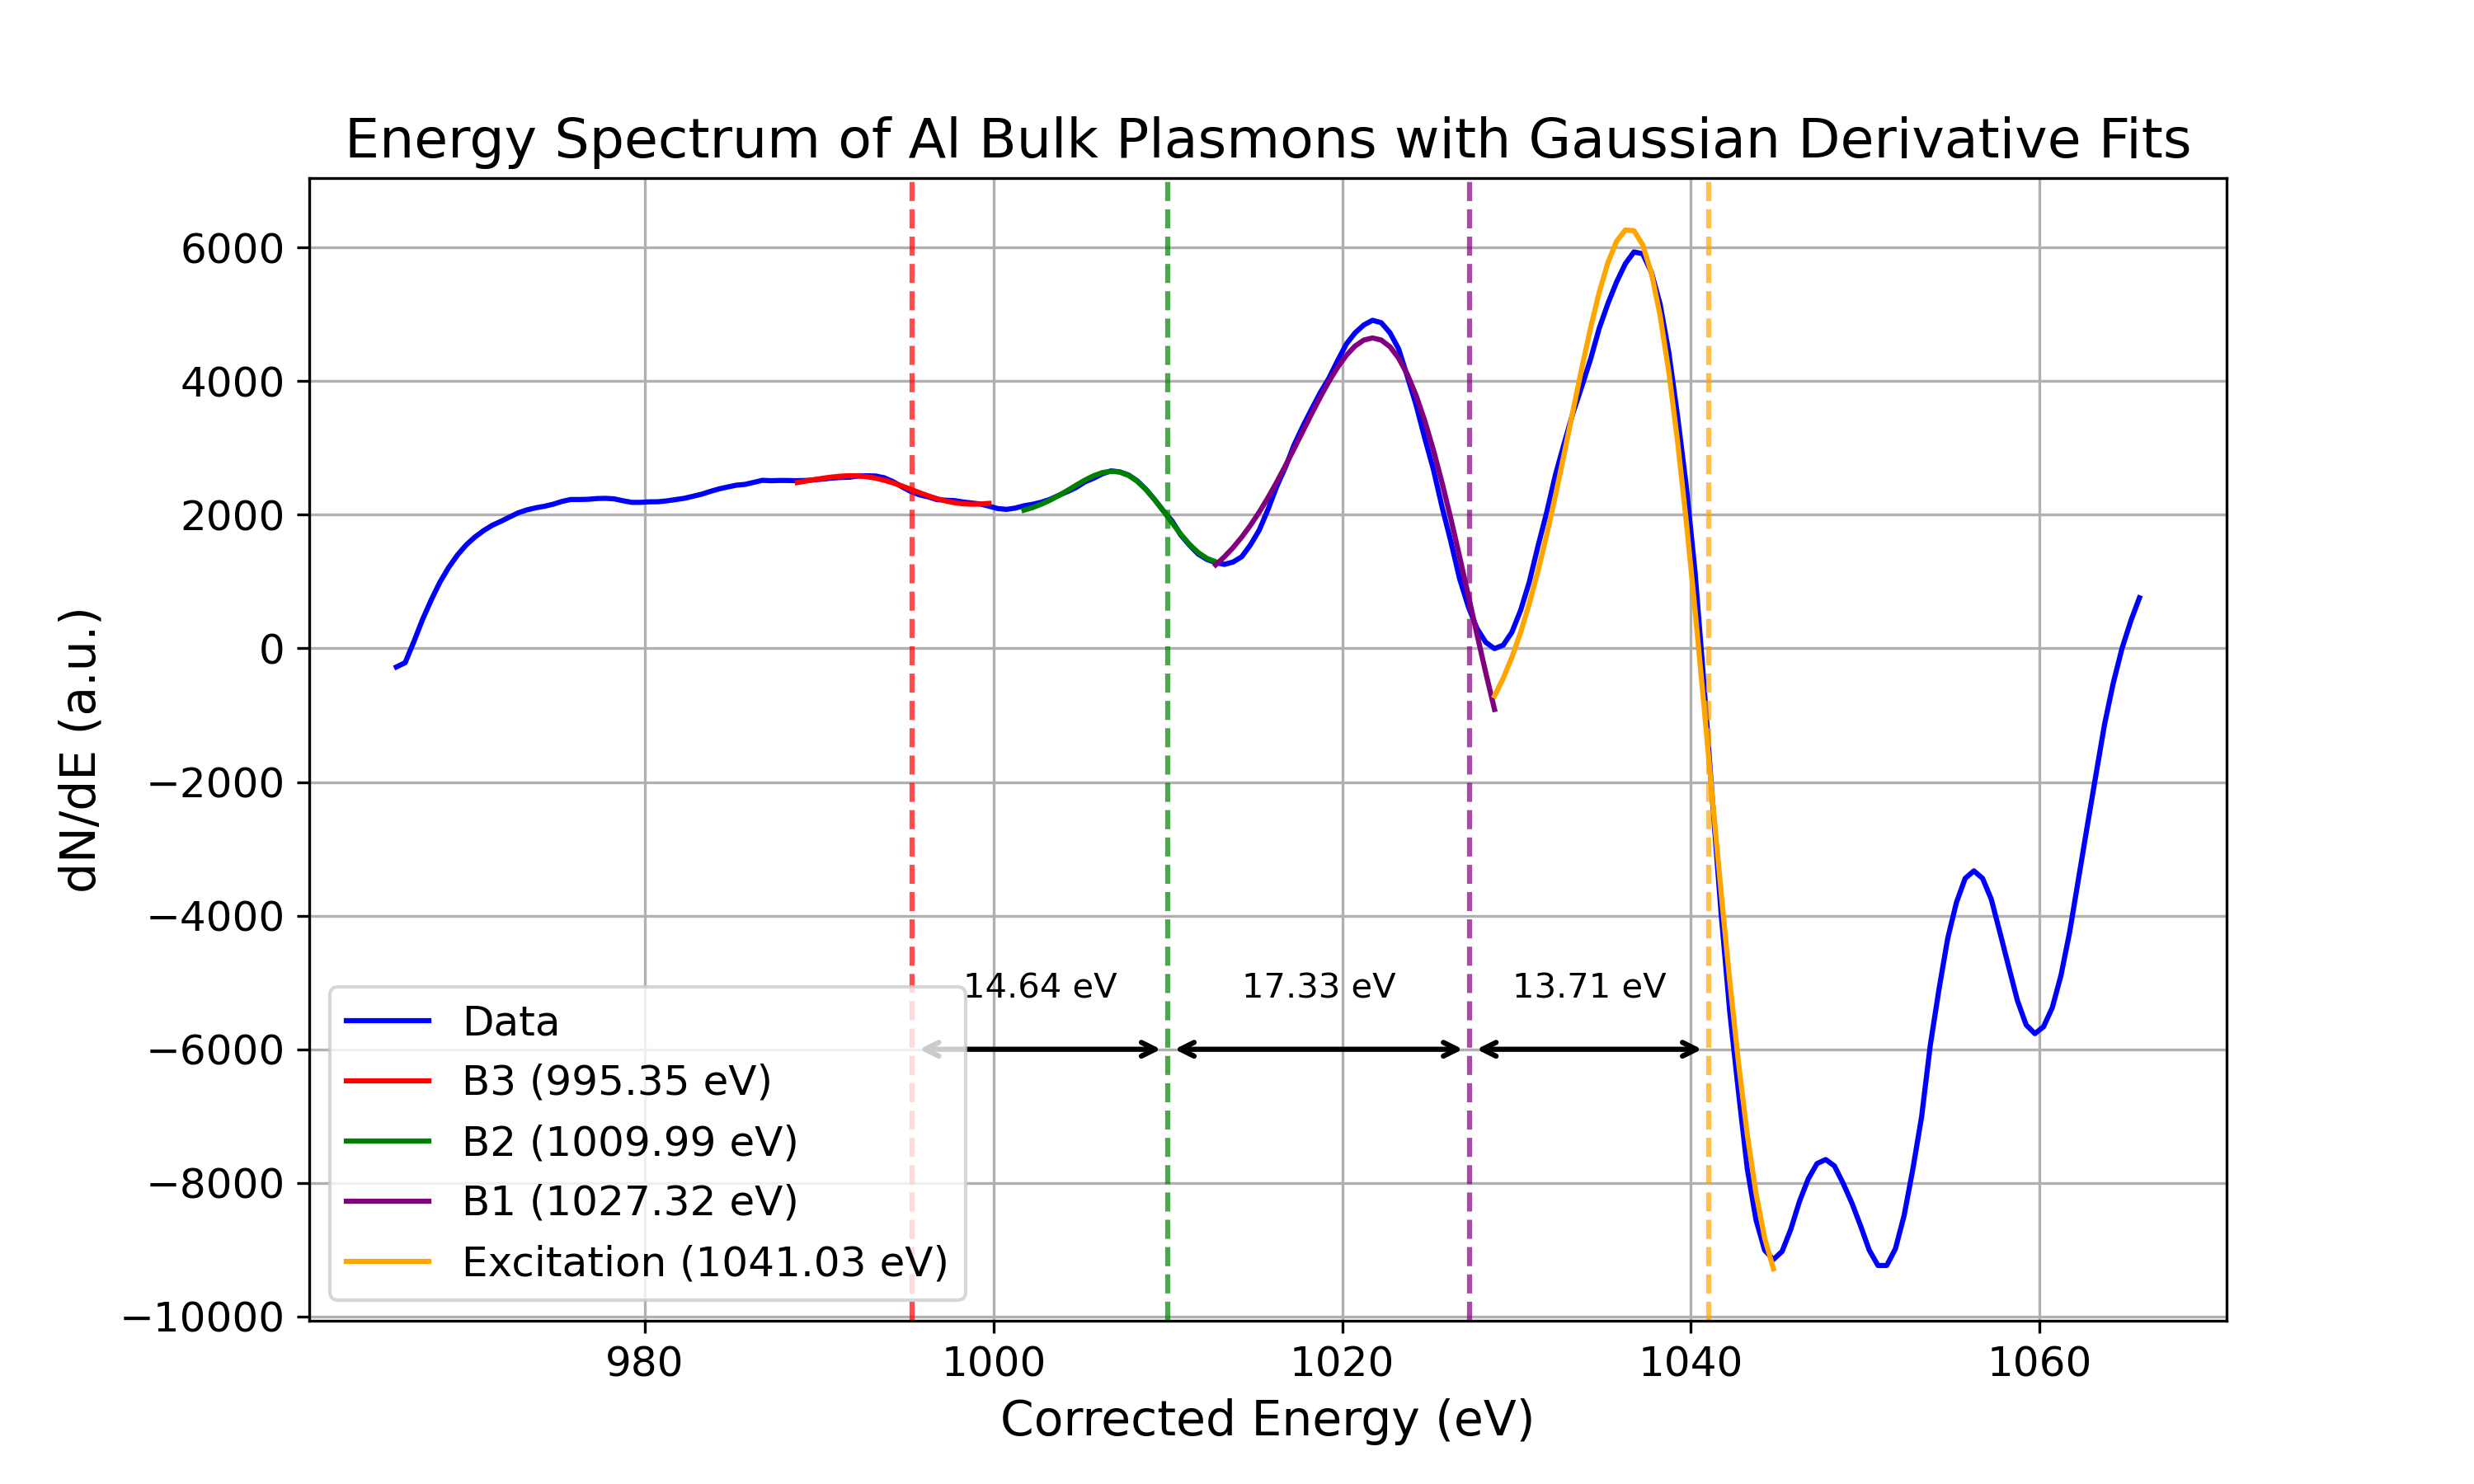 Energy Spectrum of Al Bulk Plasmons with Gaussian Derivative Fits
dN/dE (a.u.)
6000
4000
2000
0
−2000
−4000
−6000
−8000
−10000
14.64 eV
17.33 eV
13.71 eV
Data
B3 (995.35 eV)
B2 (1009.99 eV)
B1 (1027.32 eV)
Excitation (1041.03 eV)
980
1000
1020
1040
1060
Corrected Energy (eV)